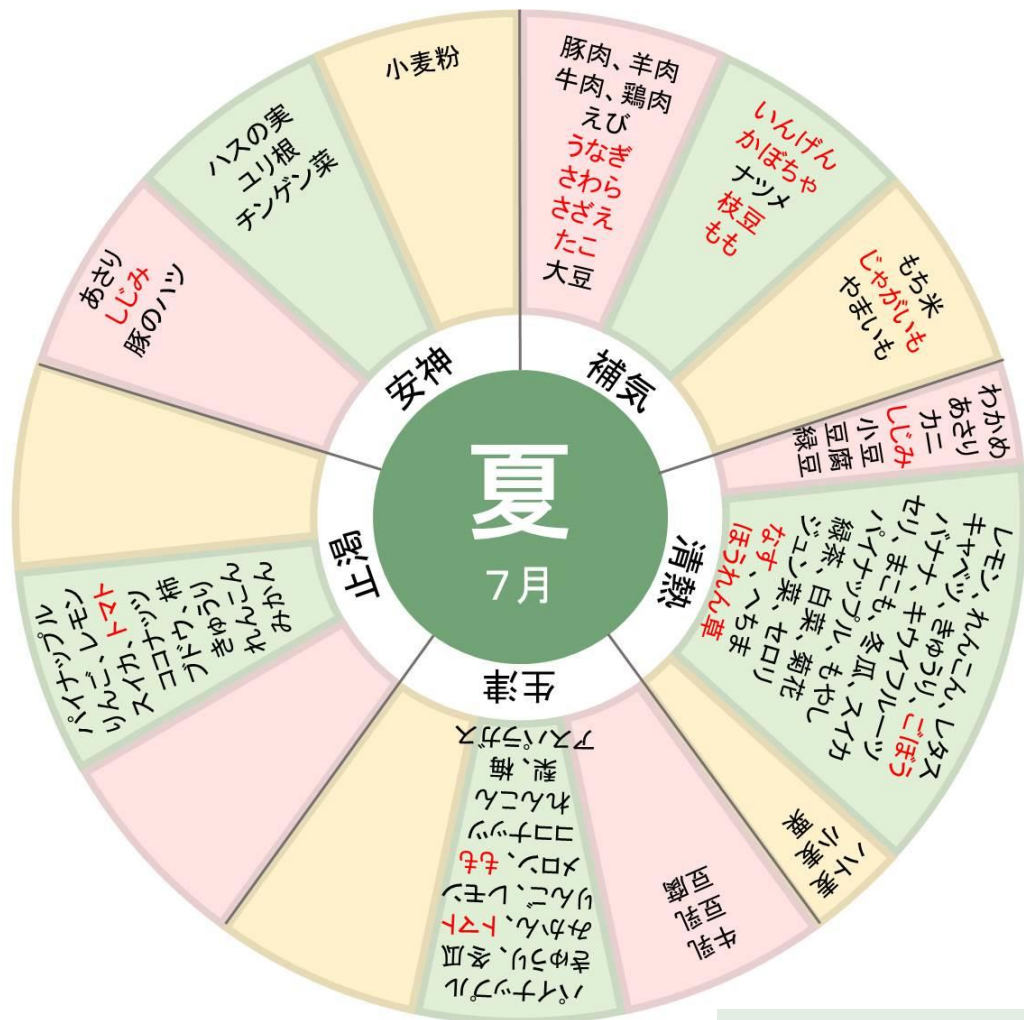 夏
7月
補気
豚肉、羊肉
牛肉、鶏肉
えび
うなぎ
さわら
さざえ
たこ
大豆
いんげん
かぼちゃ
ナツメ
枝豆
もも
もち米
じゃがいも
やまいも
清熱
わかめ
あさり
カニ
しじみ
小豆
豆腐
緑豆
レモン、れんこん、レタス
キャベツ、きゅうり、ごぼう
バナナ、キウイフルーツ
セリ、まこも、冬瓜、スイカ
パイナップル、もやし
緑茶、白菜、菊花
ジュン菜、セロリ
なす、へちま
ほうれん草
ハト麦
小麦
粟
生津
牛乳
豆乳
豆腐
パイナップル
きゅうり、冬瓜
みかん、トマト
りんご、レモン
メロン、もも
ココナッツ
れんこん
梨、梅
アスパラガス
止渇
パイナップル
りんご、レモン
スイカ、トマト
ココナッツ
ブドウ、柿
きゅうり
れんこん
みかん
安神
あさり
しじみ
豚のハツ
ハスの実
ユリ根
チンゲン菜
小麦粉